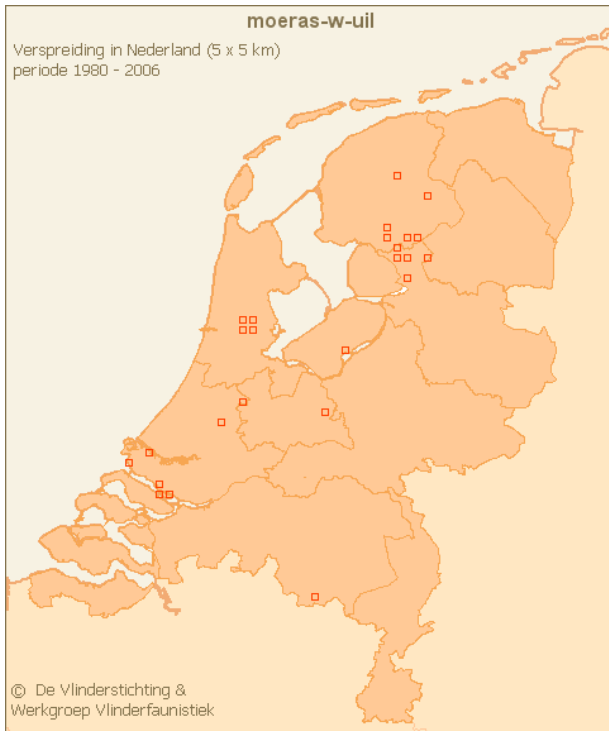 moeras-w-uil
Verspreiding in Nederland (5 x 5 km)
periode 1980 - 2006
© De Vlinderstichting &
Werkgroep Vlinderfaunistiek